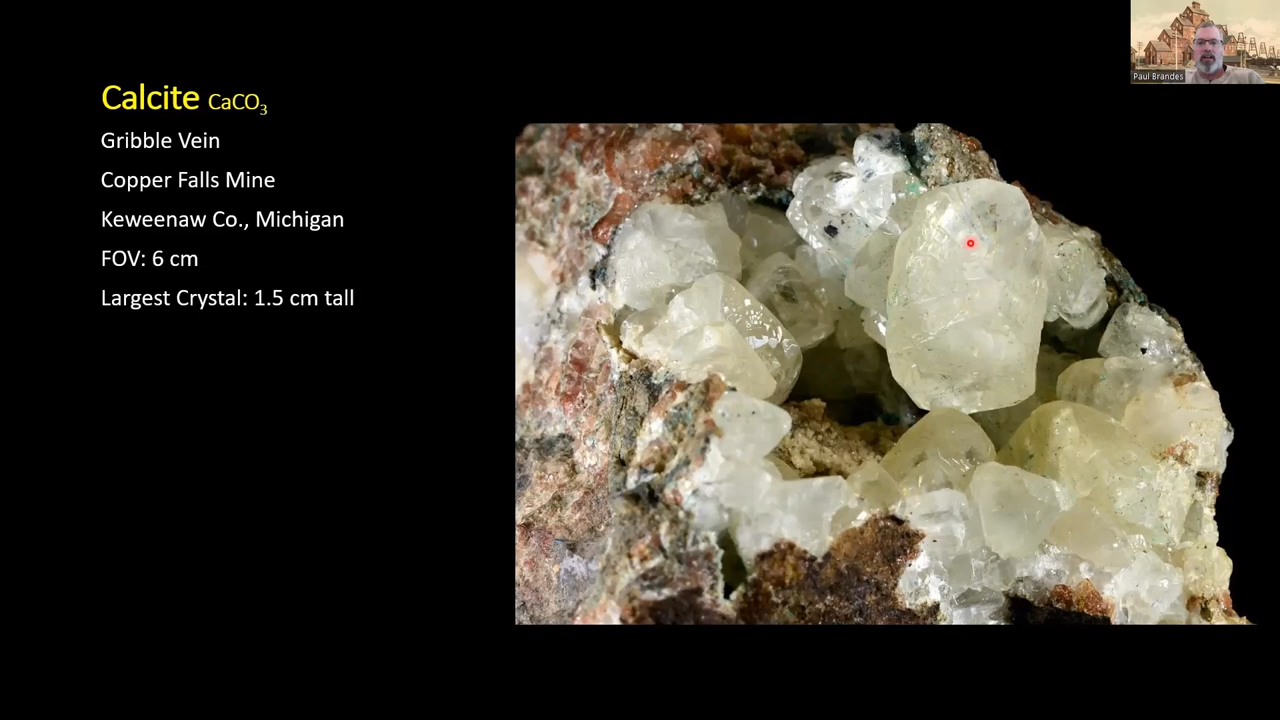 Calcite CaCO₃
Gribble Vein
Copper Falls Mine
Keweenaw Co., Michigan
FOV: 6 cm
Largest Crystal: 1.5 cm tall
Paul Brandes